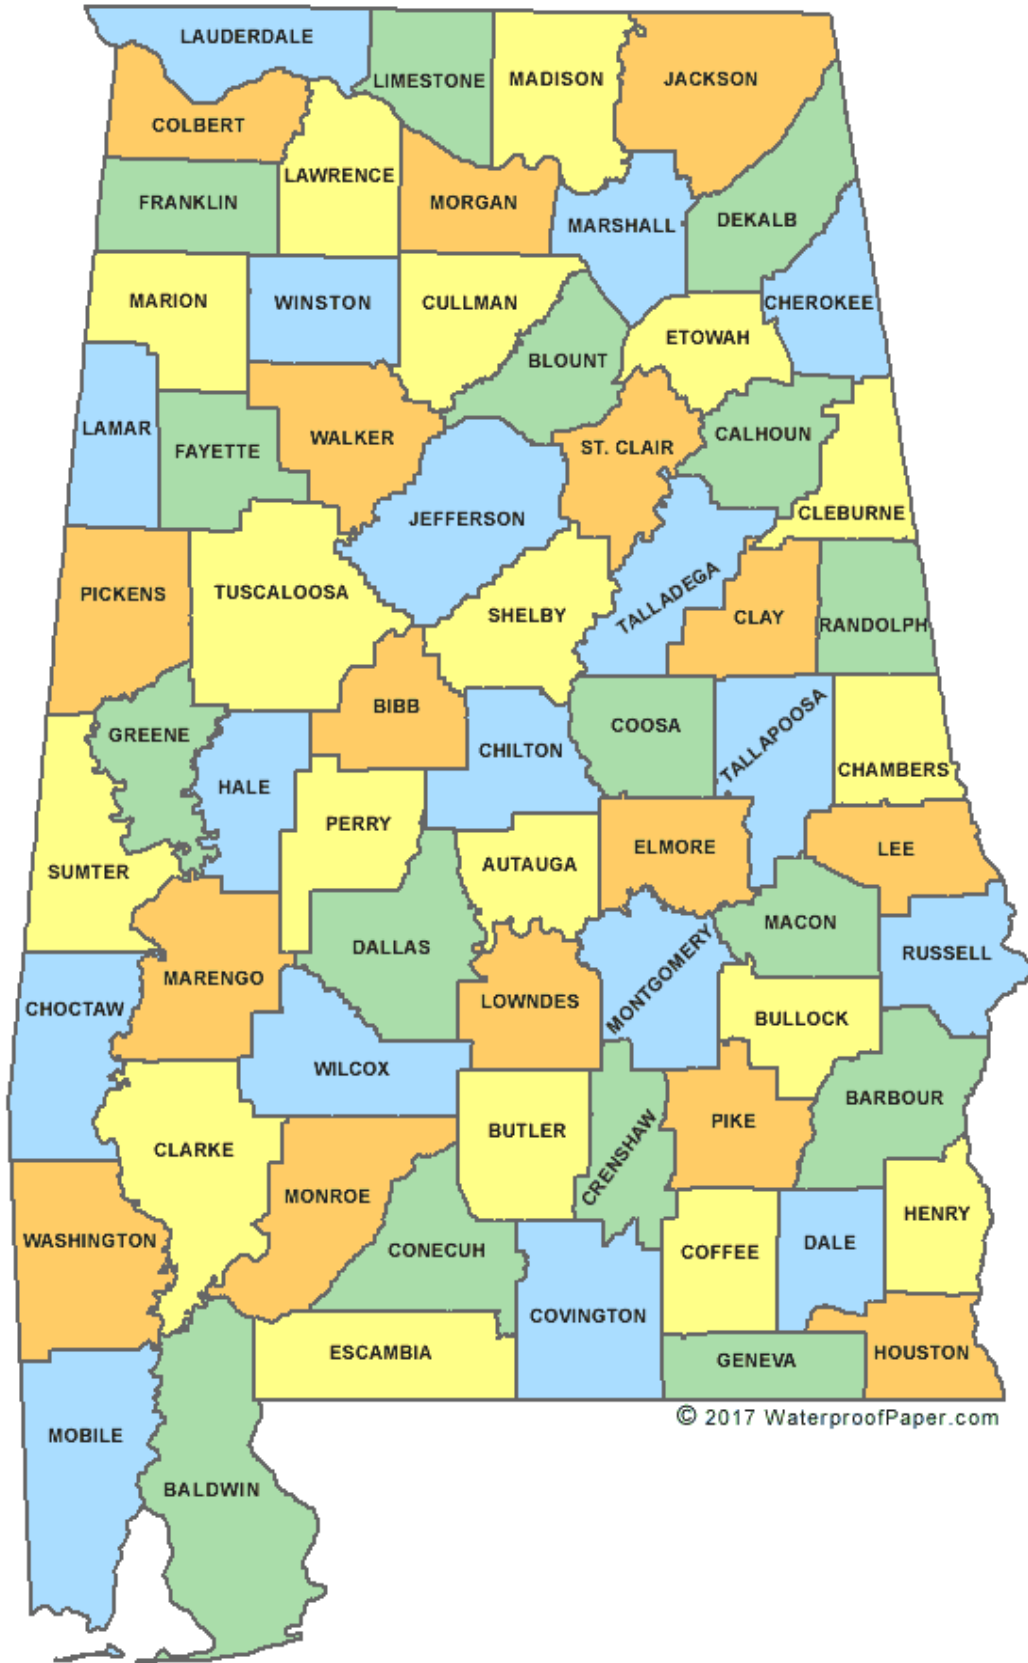 LAUDERDALE
LIMESTONE
MADISON
JACKSON
COLBERT
LAWRENCE
FRANKLIN
MORGAN
MARSHALL
DEKALB
MARION
WINSTON
CULLMAN
CHEROKEE
ETOWAH
BLOUNT
LAMAR
FAYETTE
WALKER
ST. CLAIR
CALHOUN
JEFFERSON
CLEBURNE
PICKENS
TUSCALOOSA
SHELBY
TALLADEGA
CLAY
RANDOLPH
BIBB
GREENE
HALE
CHILTON
COOSA
TALLAPOOSA
CHAMBERS
PERRY
SUMTER
AUTAUGA
ELMORE
LEE
MARENGO
DALLAS
LOWNDES
MONTGOMERY
MACON
RUSSELL
CHOCTAW
WILCOX
BULLOCK
CLARKE
BUTLER
CRENSHAW
PIKE
BARBOUR
WASHINGTON
MONROE
CONECUH
COFFEE
DALE
HENRY
COVINGTON
ESCAMBIA
GENEVA
HOUSTON
© 2017 WaterproofPaper.com
MOBILE
BALDWIN